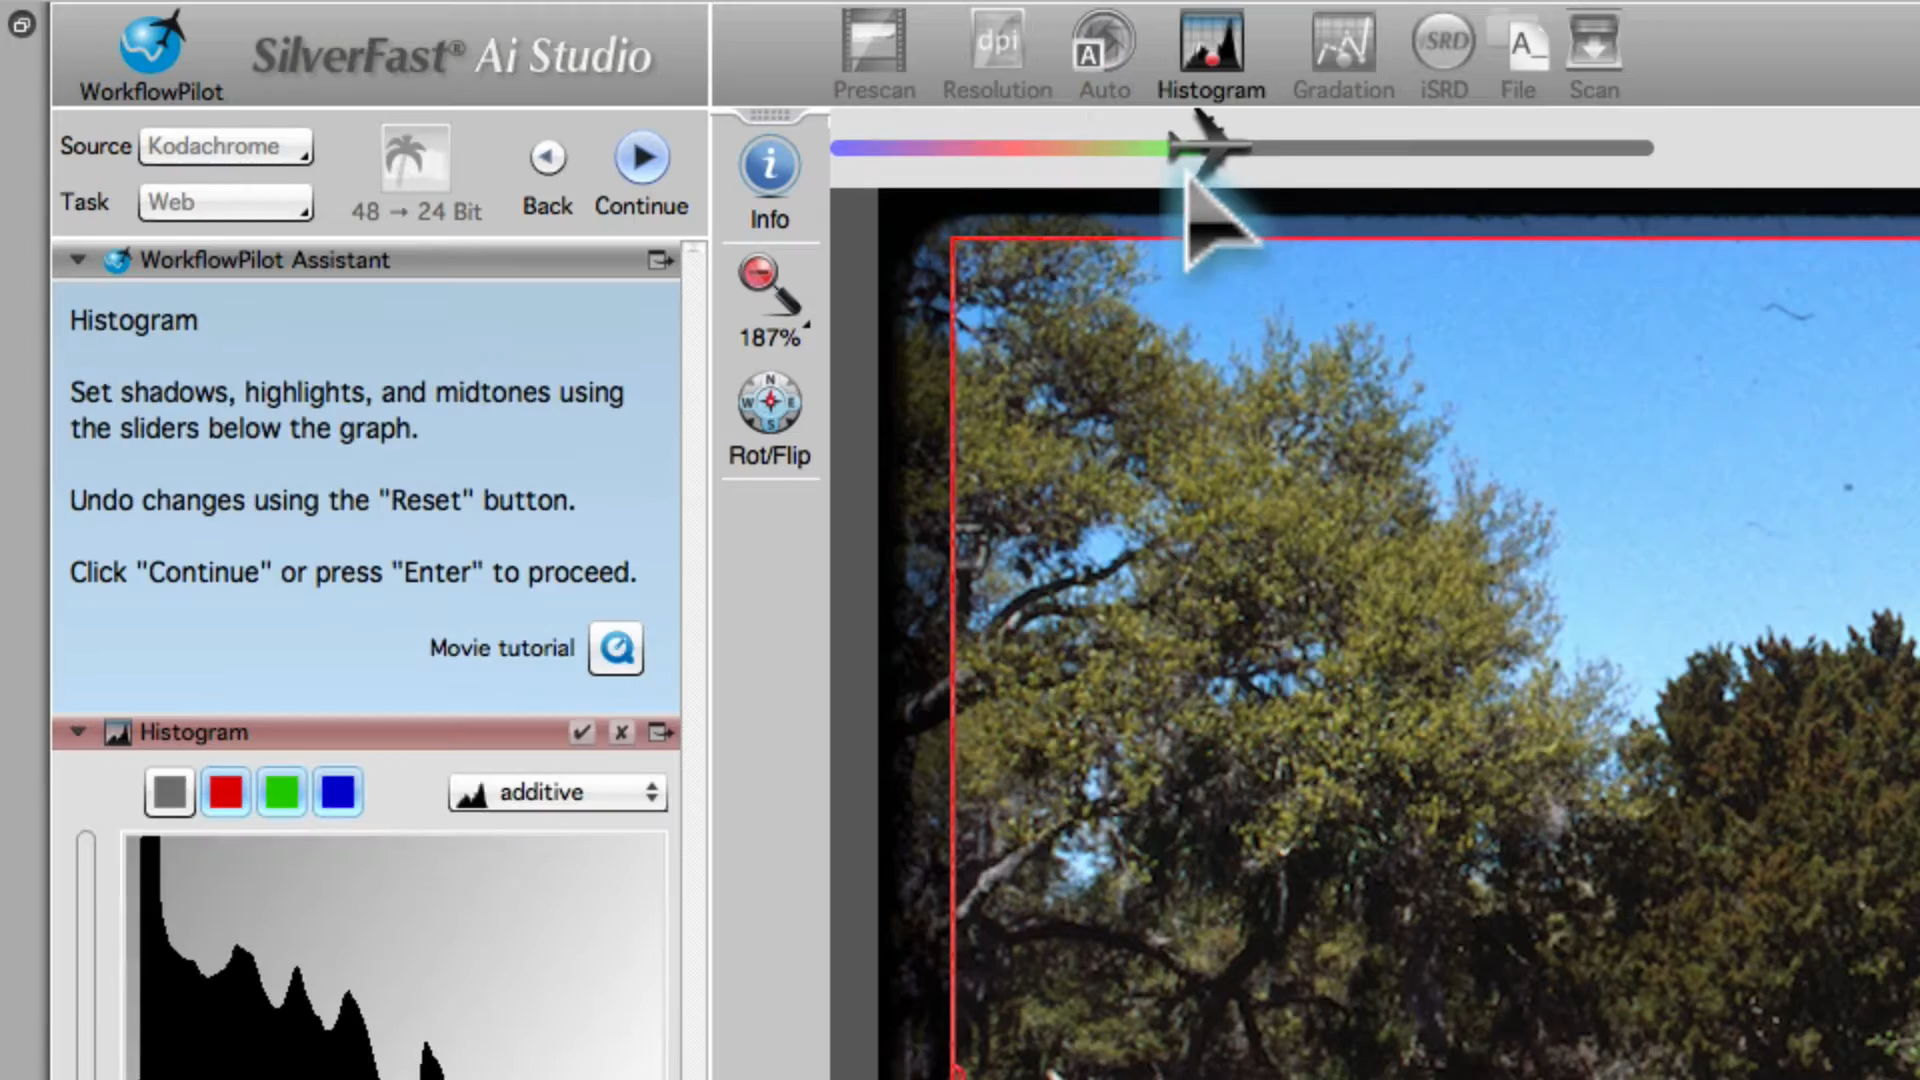 WorkflowPilot
SilverFast® Ai Studio
Prescan
dpi
Resolution
A
Auto
Histogram
Gradation
iSRD
iSRD
A_
File
Scan
Source
Kodachrome
Task
Web
48 → 24 Bit
Back
Continue
i
Info
187%
N
W E
S
Rot/Flip
WorkflowPilot Assistant
Histogram
Set shadows, highlights, and midtones using
the sliders below the graph.
Undo changes using the "Reset" button.
Click "Continue" or press "Enter" to proceed.
Movie tutorial
Histogram
additive